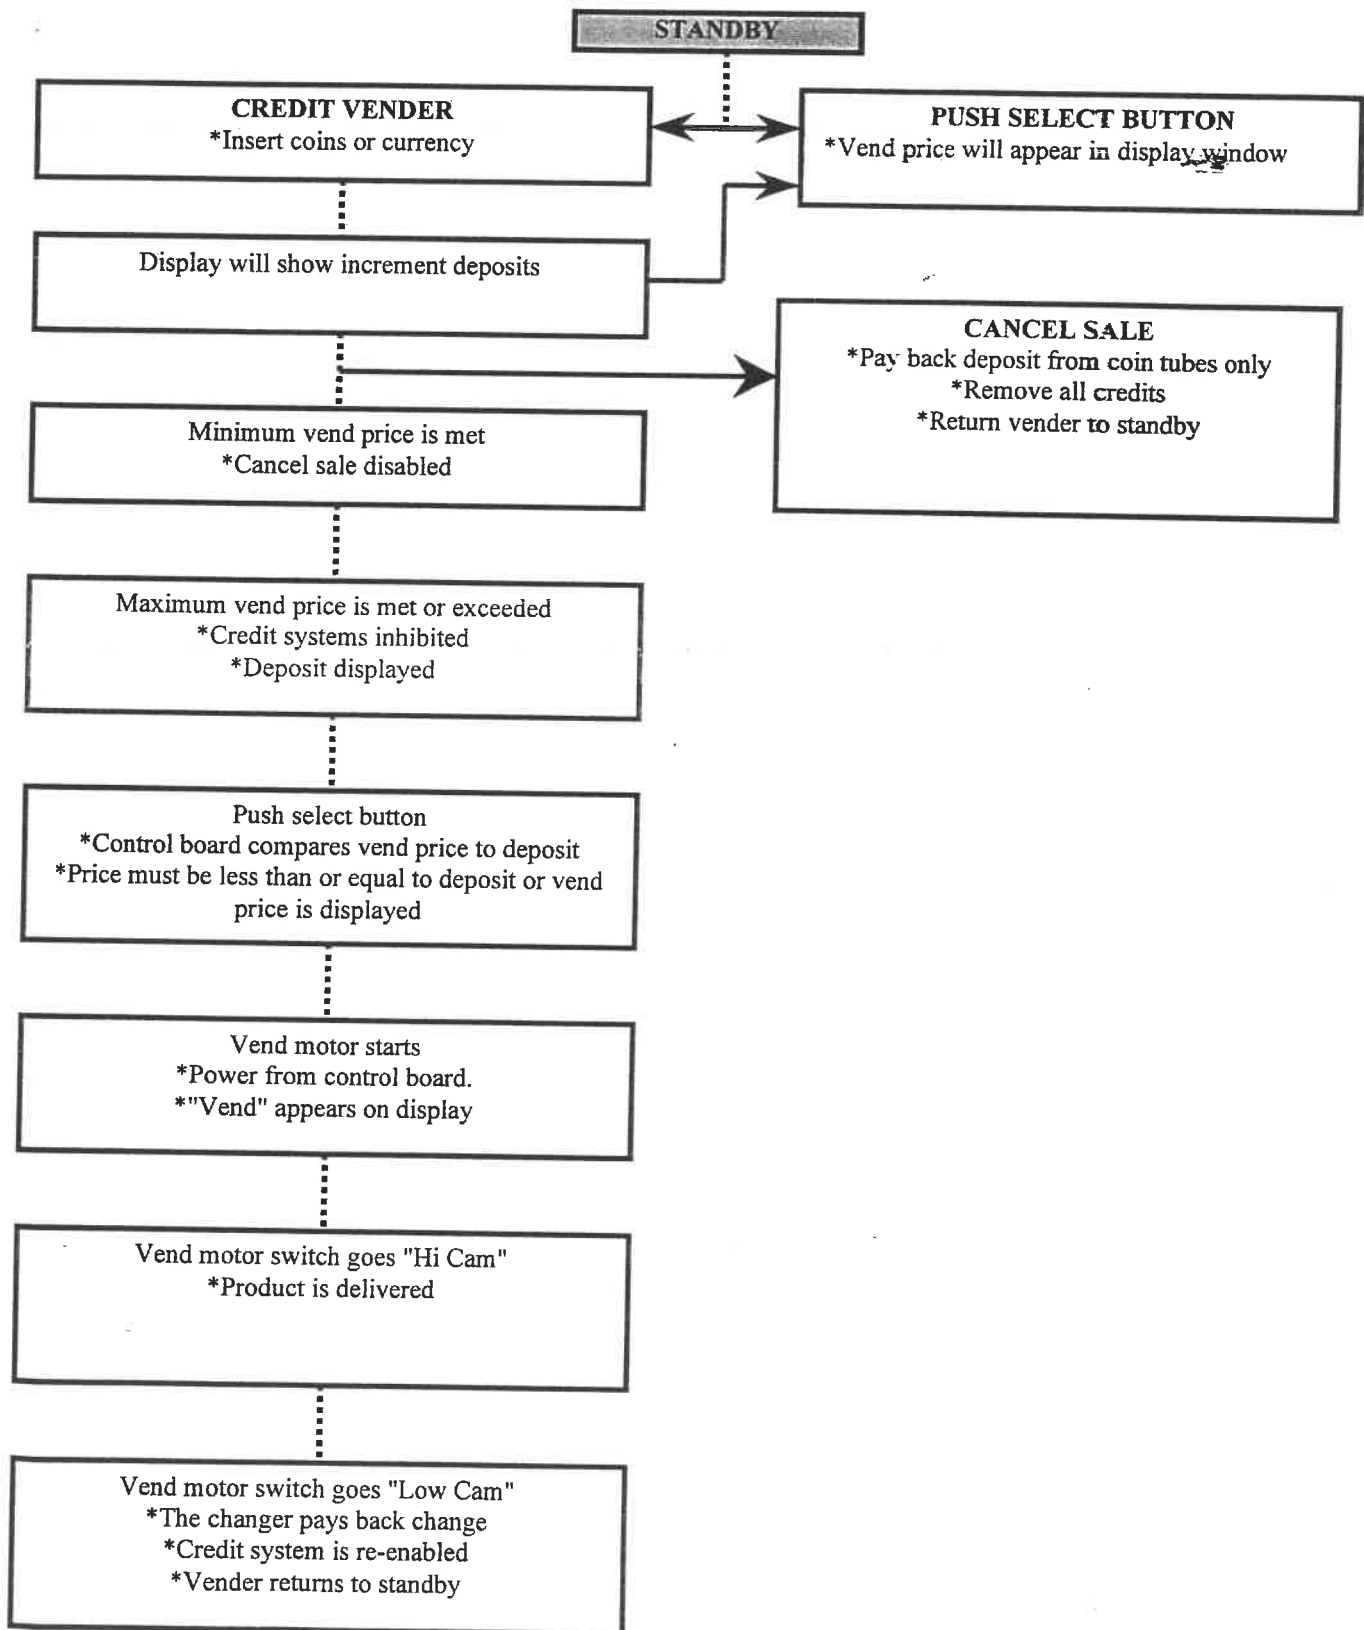 STANDBY
CREDIT VENDER
*Insert coins or currency
PUSH SELECT BUTTON
*Vend price will appear in display window
Display will show increment deposits
CANCEL SALE
*Pay back deposit from coin tubes only
*Remove all credits
*Return vender to standby
Minimum vend price is met
*Cancel sale disabled
Maximum vend price is met or exceeded
*Credit systems inhibited
*Deposit displayed
Push select button
*Control board compares vend price to deposit
*Price must be less than or equal to deposit or vend
price is displayed
Vend motor starts
*Power from control board.
*"Vend" appears on display
Vend motor switch goes "Hi Cam"
*Product is delivered
Vend motor switch goes "Low Cam"
*The changer pays back change
*Credit system is re-enabled
*Vender returns to standby